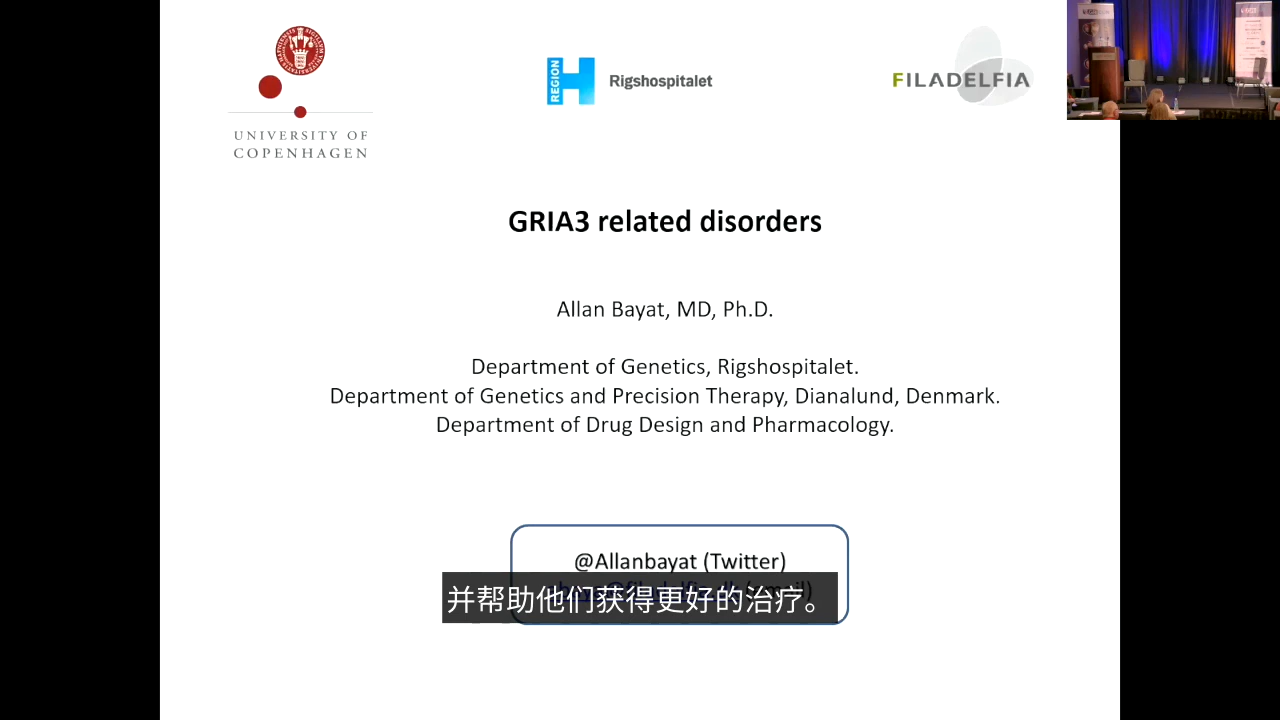 UNIVERSITY OF
COPENHAGEN
REGION
H
Rigshospitalet
FILADELFIA
GRIA3 related disorders
Allan Bayat, MD, Ph.D.
Department of Genetics, Rigshospitalet.
Department of Genetics and Precision Therapy, Dianalund, Denmark.
Department of Drug Design and Pharmacology.
@Allanbayat (Twitter)
并帮助他们获得更好的治疗。